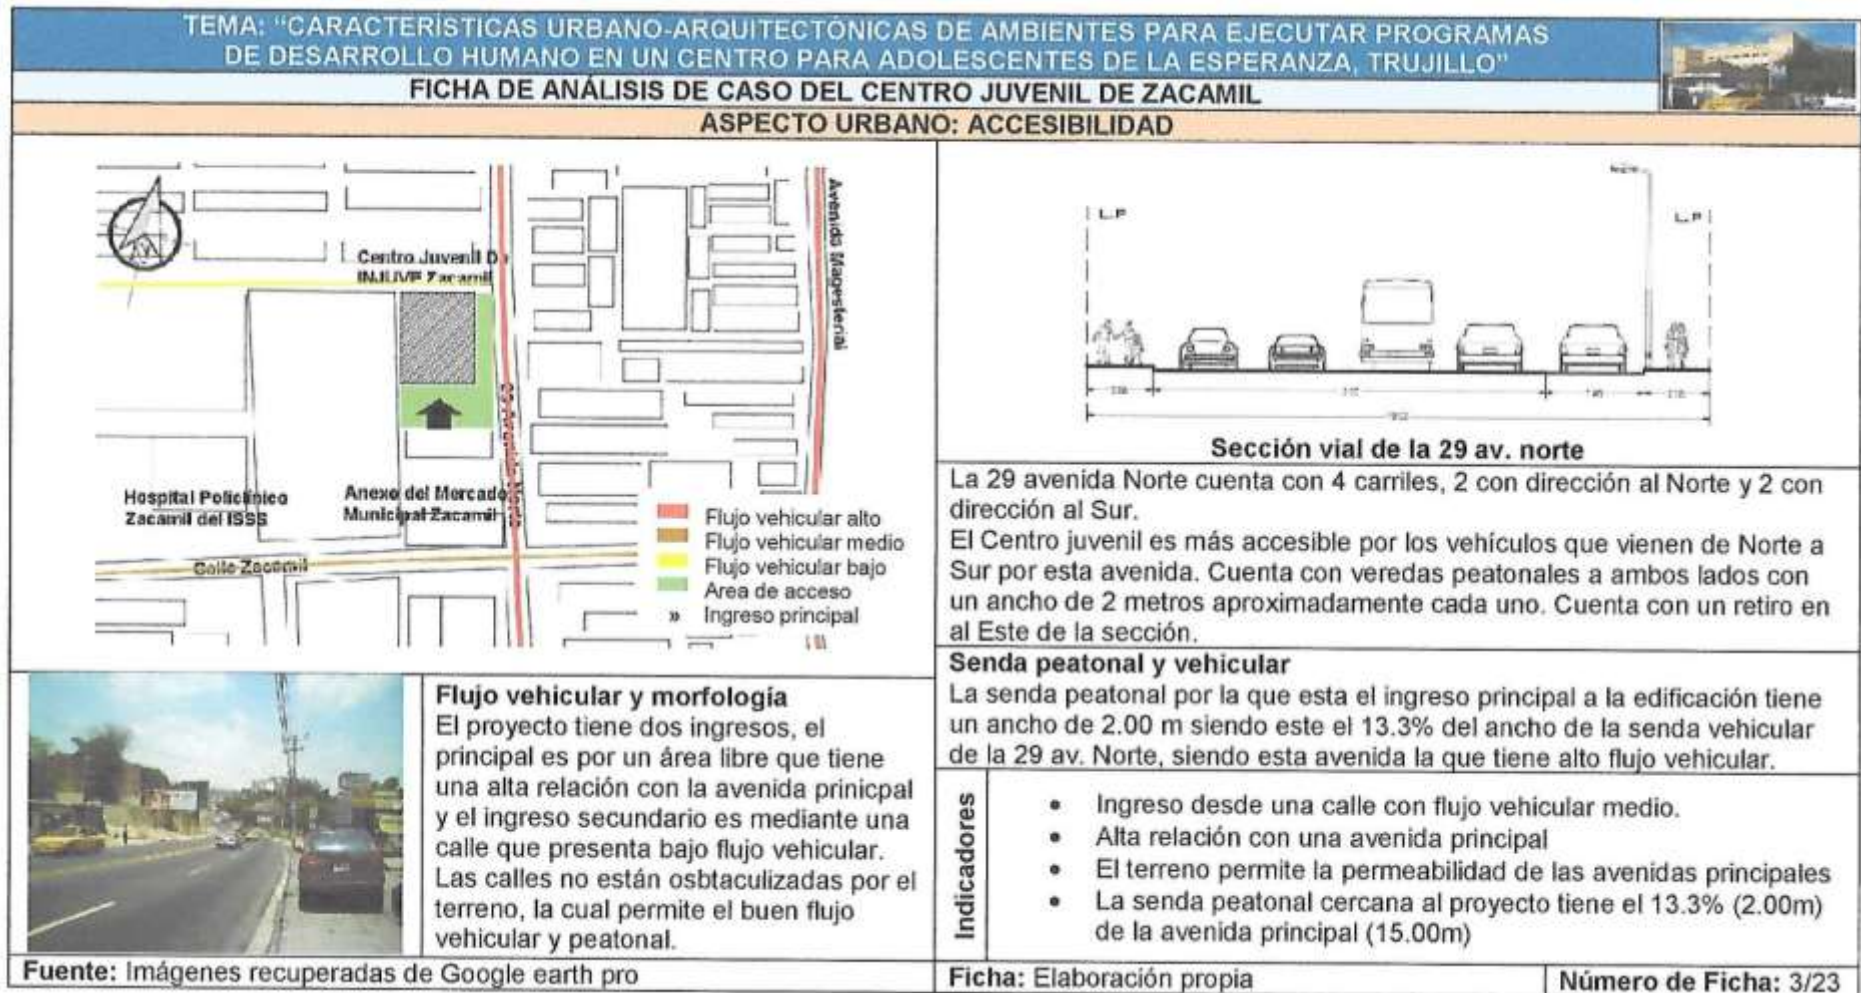 TEMA: “CARACTERÍSTICAS URBANO-ARQUITECTÓNICAS DE AMBIENTES PARA EJECUTAR PROGRAMAS
DE DESARROLLO HUMANO EN UN CENTRO PARA ADOLESCENTES DE LA ESPERANZA, TRUJILLO”
FICHA DE ANÁLISIS DE CASO DEL CENTRO JUVENIL DE ZACAMIL
ASPECTO URBANO: ACCESIBILIDAD
Centro Juvenil De
INJUVE Zacamil
Avenida Magesterial
Hospital Policlínico
Zacamil del ISSS
Anexo del Mercado
Municipal Zacamil
Calle Zacamil
Flujo vehicular alto
Flujo vehicular medio
Flujo vehicular bajo
Area de acceso
» Ingreso principal
L.P
L.P
Sección vial de la 29 av. norte
La 29 avenida Norte cuenta con 4 carriles, 2 con dirección al Norte y 2 con
dirección al Sur.
El Centro juvenil es más accesible por los vehículos que vienen de Norte a
Sur por esta avenida. Cuenta con veredas peatonales a ambos lados con
un ancho de 2 metros aproximadamente cada uno. Cuenta con un retiro en
al Este de la sección.
Senda peatonal y vehicular
La senda peatonal por la que esta el ingreso principal a la edificación tiene
un ancho de 2.00 m siendo este el 13.3% del ancho de la senda vehicular
de la 29 av. Norte, siendo esta avenida la que tiene alto flujo vehicular.
Flujo vehicular y morfología
El proyecto tiene dos ingresos, el
principal es por un área libre que tiene
una alta relación con la avenida prinicpal
y el ingreso secundario es mediante una
calle que presenta bajo flujo vehicular.
Las calles no están osbtaculizadas por el
terreno, la cual permite el buen flujo
vehicular y peatonal.
Indicadores
• Ingreso desde una calle con flujo vehicular medio.
• Alta relación con una avenida principal
• El terreno permite la permeabilidad de las avenidas principales
• La senda peatonal cercana al proyecto tiene el 13.3% (2.00m)
de la avenida principal (15.00m)
Fuente: Imágenes recuperadas de Google earth pro
Ficha: Elaboración propia
Número de Ficha: 3/23